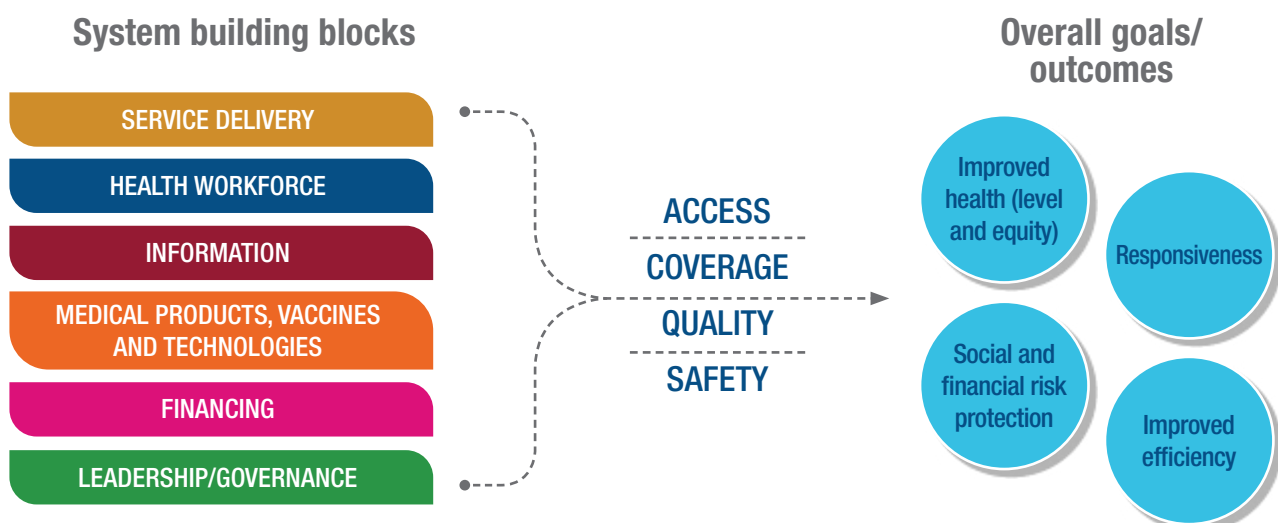 System building blocks
SERVICE DELIVERY
HEALTH WORKFORCE
INFORMATION
MEDICAL PRODUCTS, VACCINES
AND TECHNOLOGIES
FINANCING
LEADERSHIP/GOVERNANCE
ACCESS
COVERAGE
QUALITY
SAFETY
Overall goals/
outcomes
Improved
health (level
and equity)
Responsiveness
Social and
financial risk
protection
Improved
efficiency